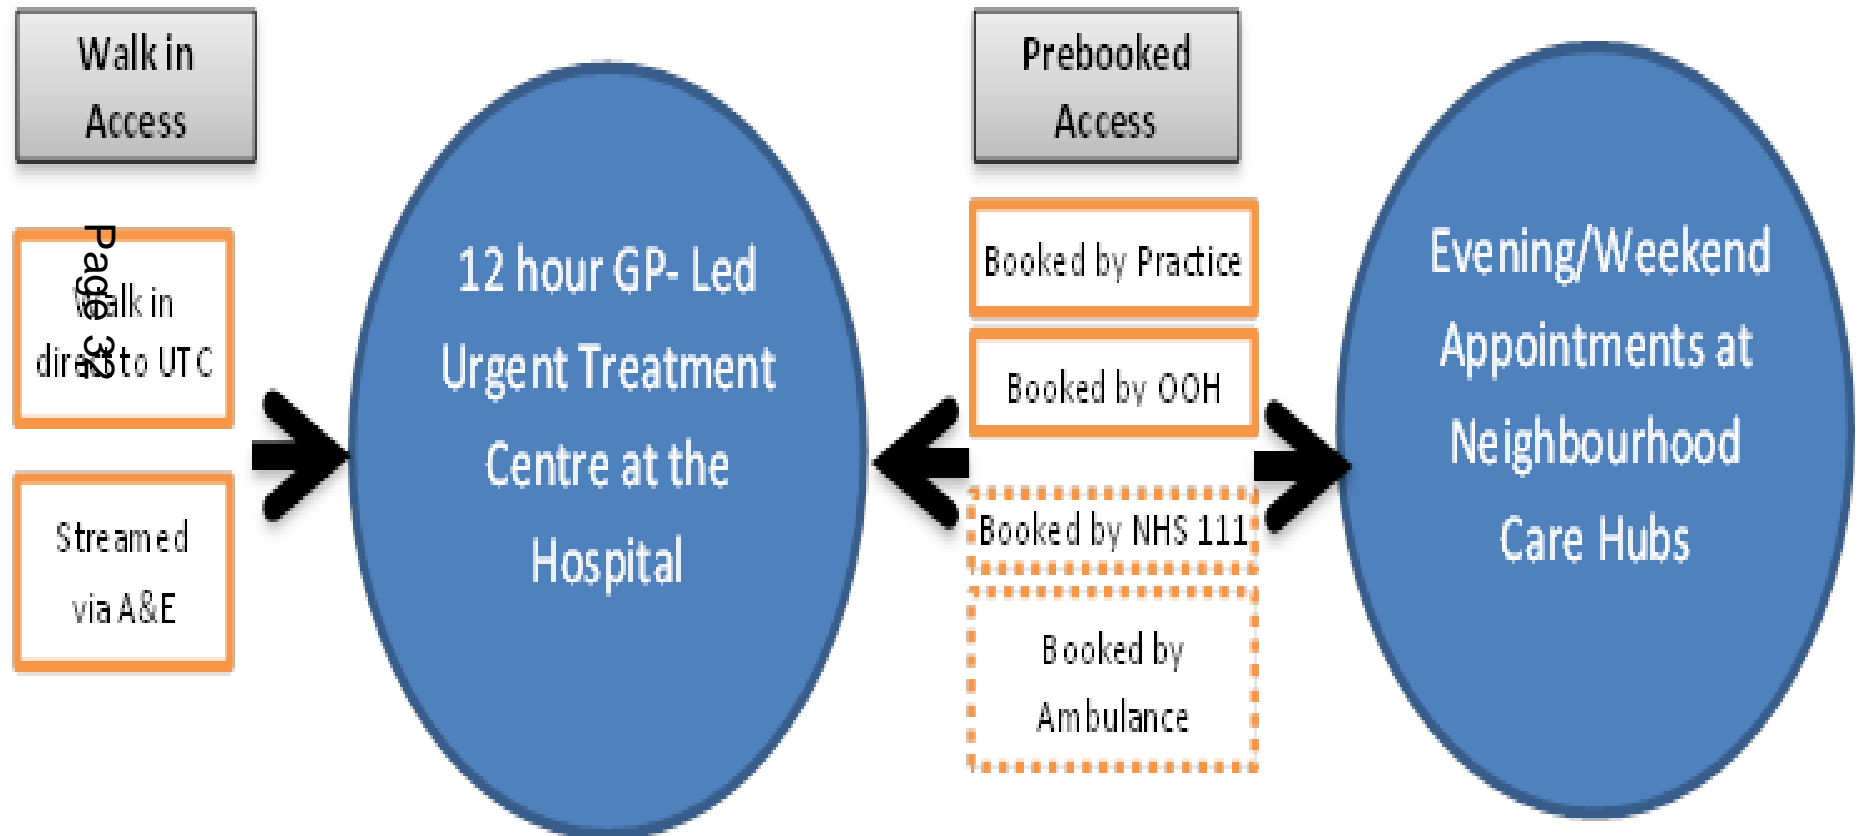 Walk in
Access
Page 32
Walk in
direct to UTC
Streamed
via A&E
12 hour GP- Led
Urgent Treatment
Centre at the
Hospital
Prebooked
Access
Booked by Practice
Booked by OOH
Booked by NHS 111
Booked by
Ambulance
Evening/Weekend
Appointments at
Neighbourhood
Care Hubs